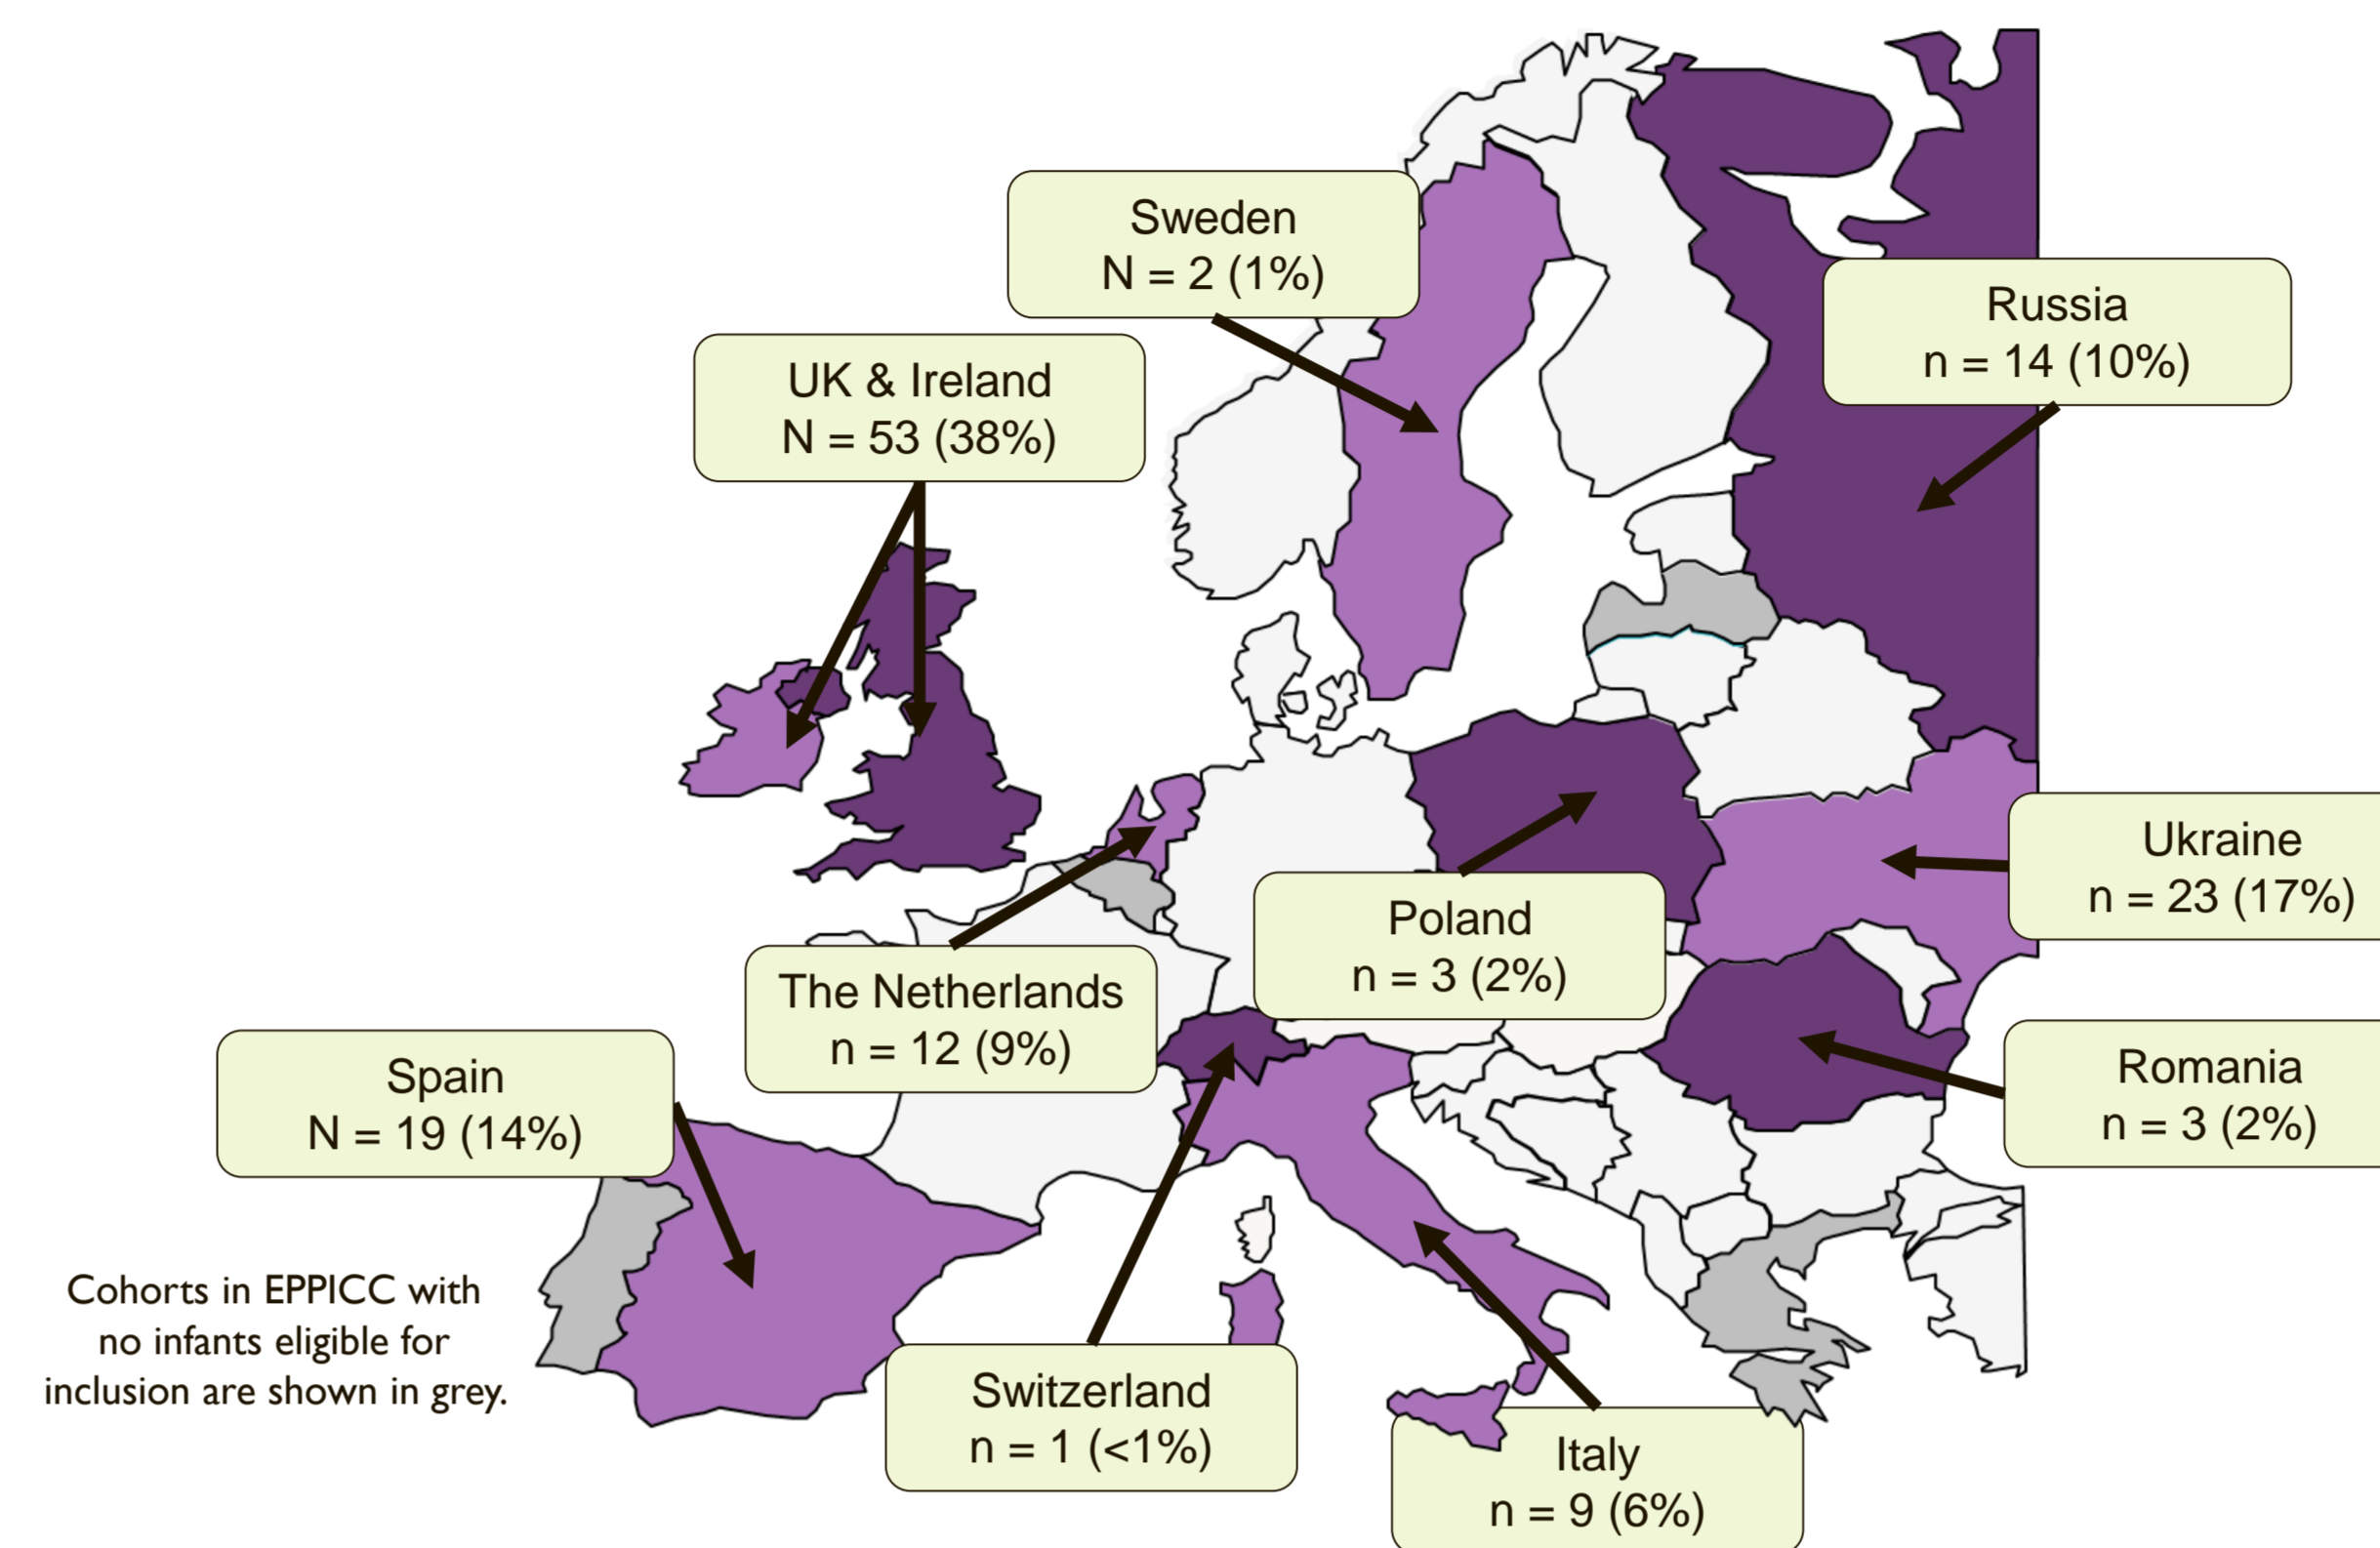 Sweden
N = 2 (1%)
Russia
n = 14 (10%)
UK & Ireland
N = 53 (38%)
Ukraine
n = 23 (17%)
Poland
n = 3 (2%)
The Netherlands
n = 12 (9%)
Spain
N = 19 (14%)
Romania
n = 3 (2%)
Cohorts in EPPICC with
no infants eligible for
inclusion are shown in grey.
Switzerland
n = 1 (<1%)
Italy
n = 9 (6%)